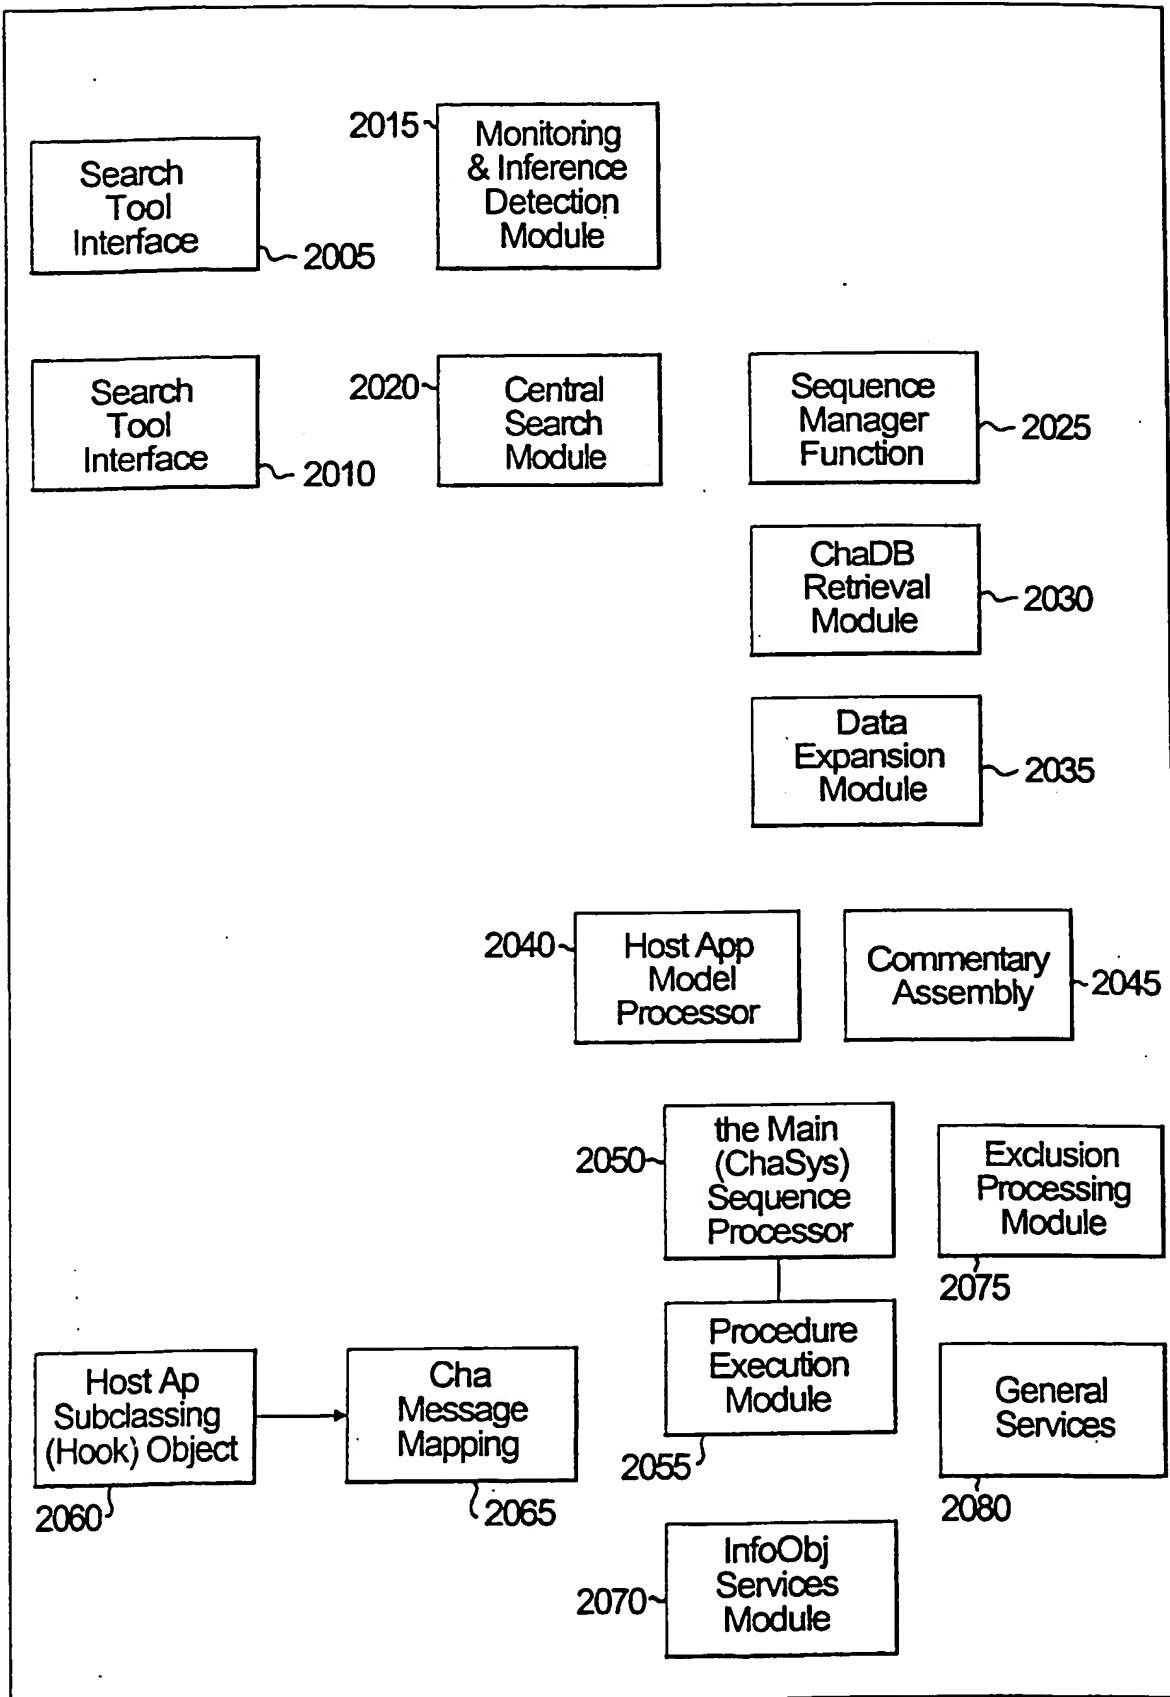 2015
Monitoring
& Inference
Detection
Module
Search
Tool
Interface
2005
Search
Tool
Interface
2010
2020
Central
Search
Module
Sequence
Manager
Function
2025
ChaDB
Retrieval
Module
2030
Data
Expansion
Module
2035
2040
Host App
Model
Processor
Commentary
Assembly
2045
2050
the Main
(ChaSys)
Sequence
Processor
Exclusion
Processing
Module
2075
Procedure
Execution
Module
2055
Host Ap
Subclassing
(Hook) Object
2060
Cha
Message
Mapping
2065
General
Services
2080
2070
InfoObj
Services
Module